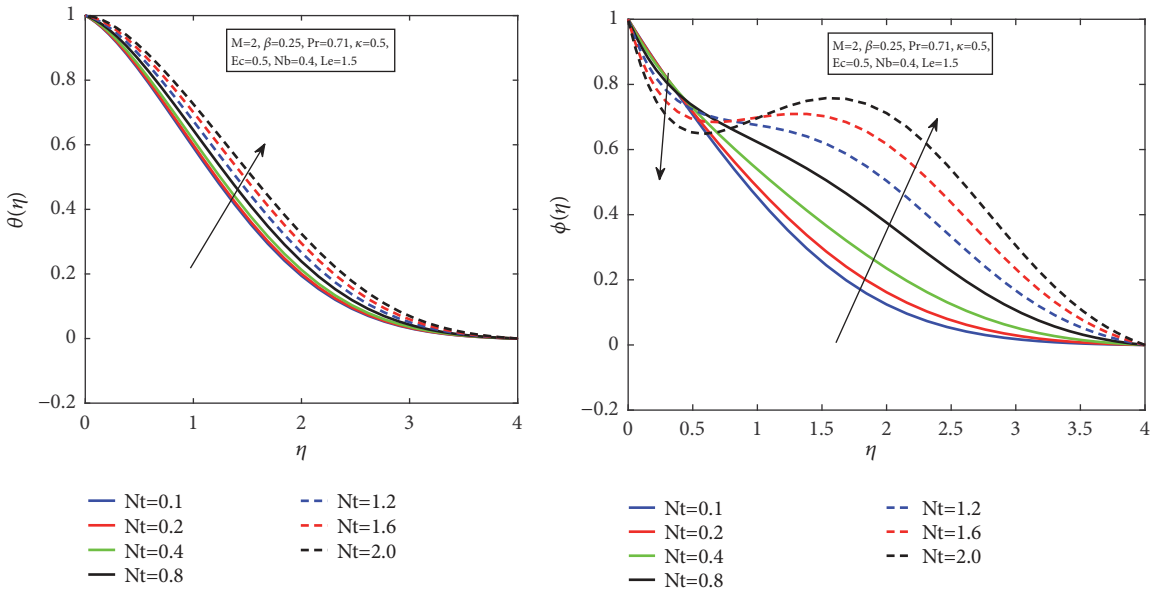 1
0.8
0.6
0.4
0.2
0
−0.2
θ(η)
M=2, β=0.25, Pr=0.71, κ=0.5,
Ec=0.5, Nb=0.4, Le=1.5
0 1 2 3 4
η
Nt=0.1
Nt=0.2
Nt=0.4
Nt=0.8
Nt=1.2
Nt=1.6
Nt=2.0
1
0.8
0.6
0.4
0.2
0
−0.2
ϕ(η)
M=2, β=0.25, Pr=0.71, κ=0.5,
Ec=0.5, Nb=0.4, Le=1.5
0 0.5 1 1.5 2 2.5 3 3.5 4
η
Nt=0.1
Nt=0.2
Nt=0.4
Nt=0.8
Nt=1.2
Nt=1.6
Nt=2.0